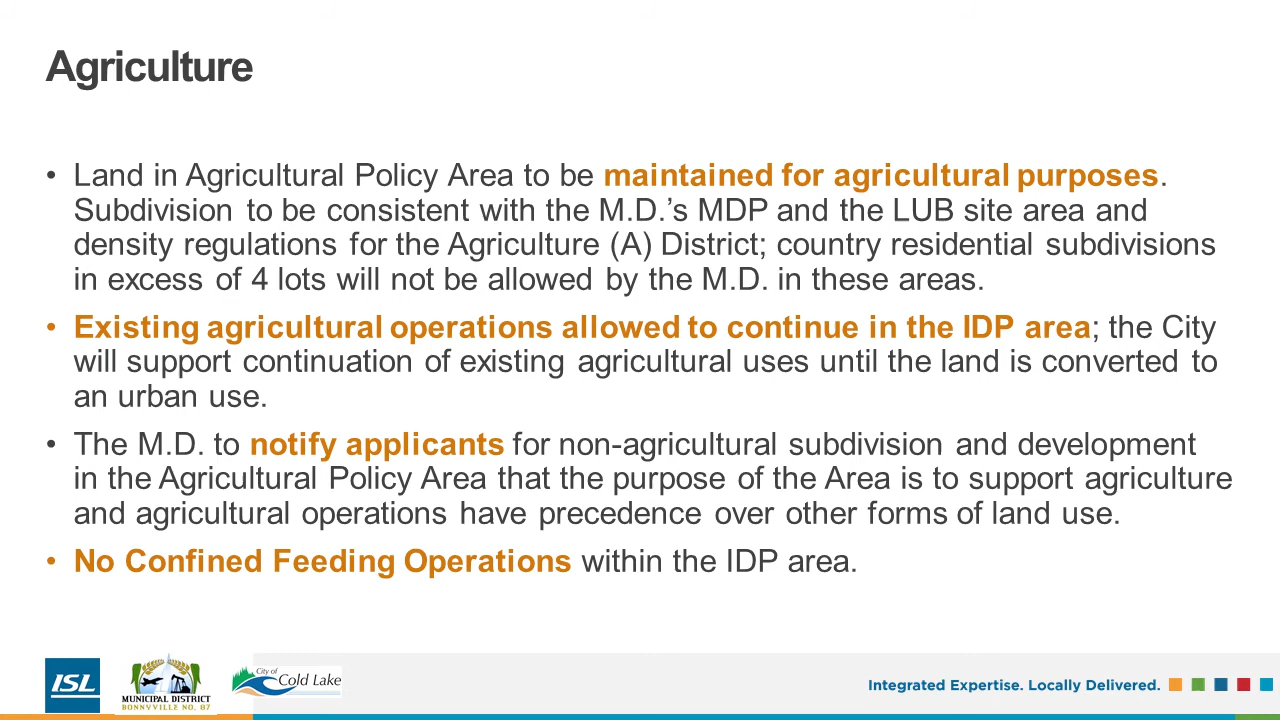 Agriculture
• Land in Agricultural Policy Area to be maintained for agricultural purposes.
Subdivision to be consistent with the M.D.’s MDP and the LUB site area and
density regulations for the Agriculture (A) District; country residential subdivisions
in excess of 4 lots will not be allowed by the M.D. in these areas.
• Existing agricultural operations allowed to continue in the IDP area; the City
will support continuation of existing agricultural uses until the land is converted to
an urban use.
• The M.D. to notify applicants for non-agricultural subdivision and development
in the Agricultural Policy Area that the purpose of the Area is to support agriculture
and agricultural operations have precedence over other forms of land use.
• No Confined Feeding Operations within the IDP area.
ISL
MUNICIPAL DISTRICT
BONNYVILLE NO. 87
City of
Cold Lake
Integrated Expertise. Locally Delivered.